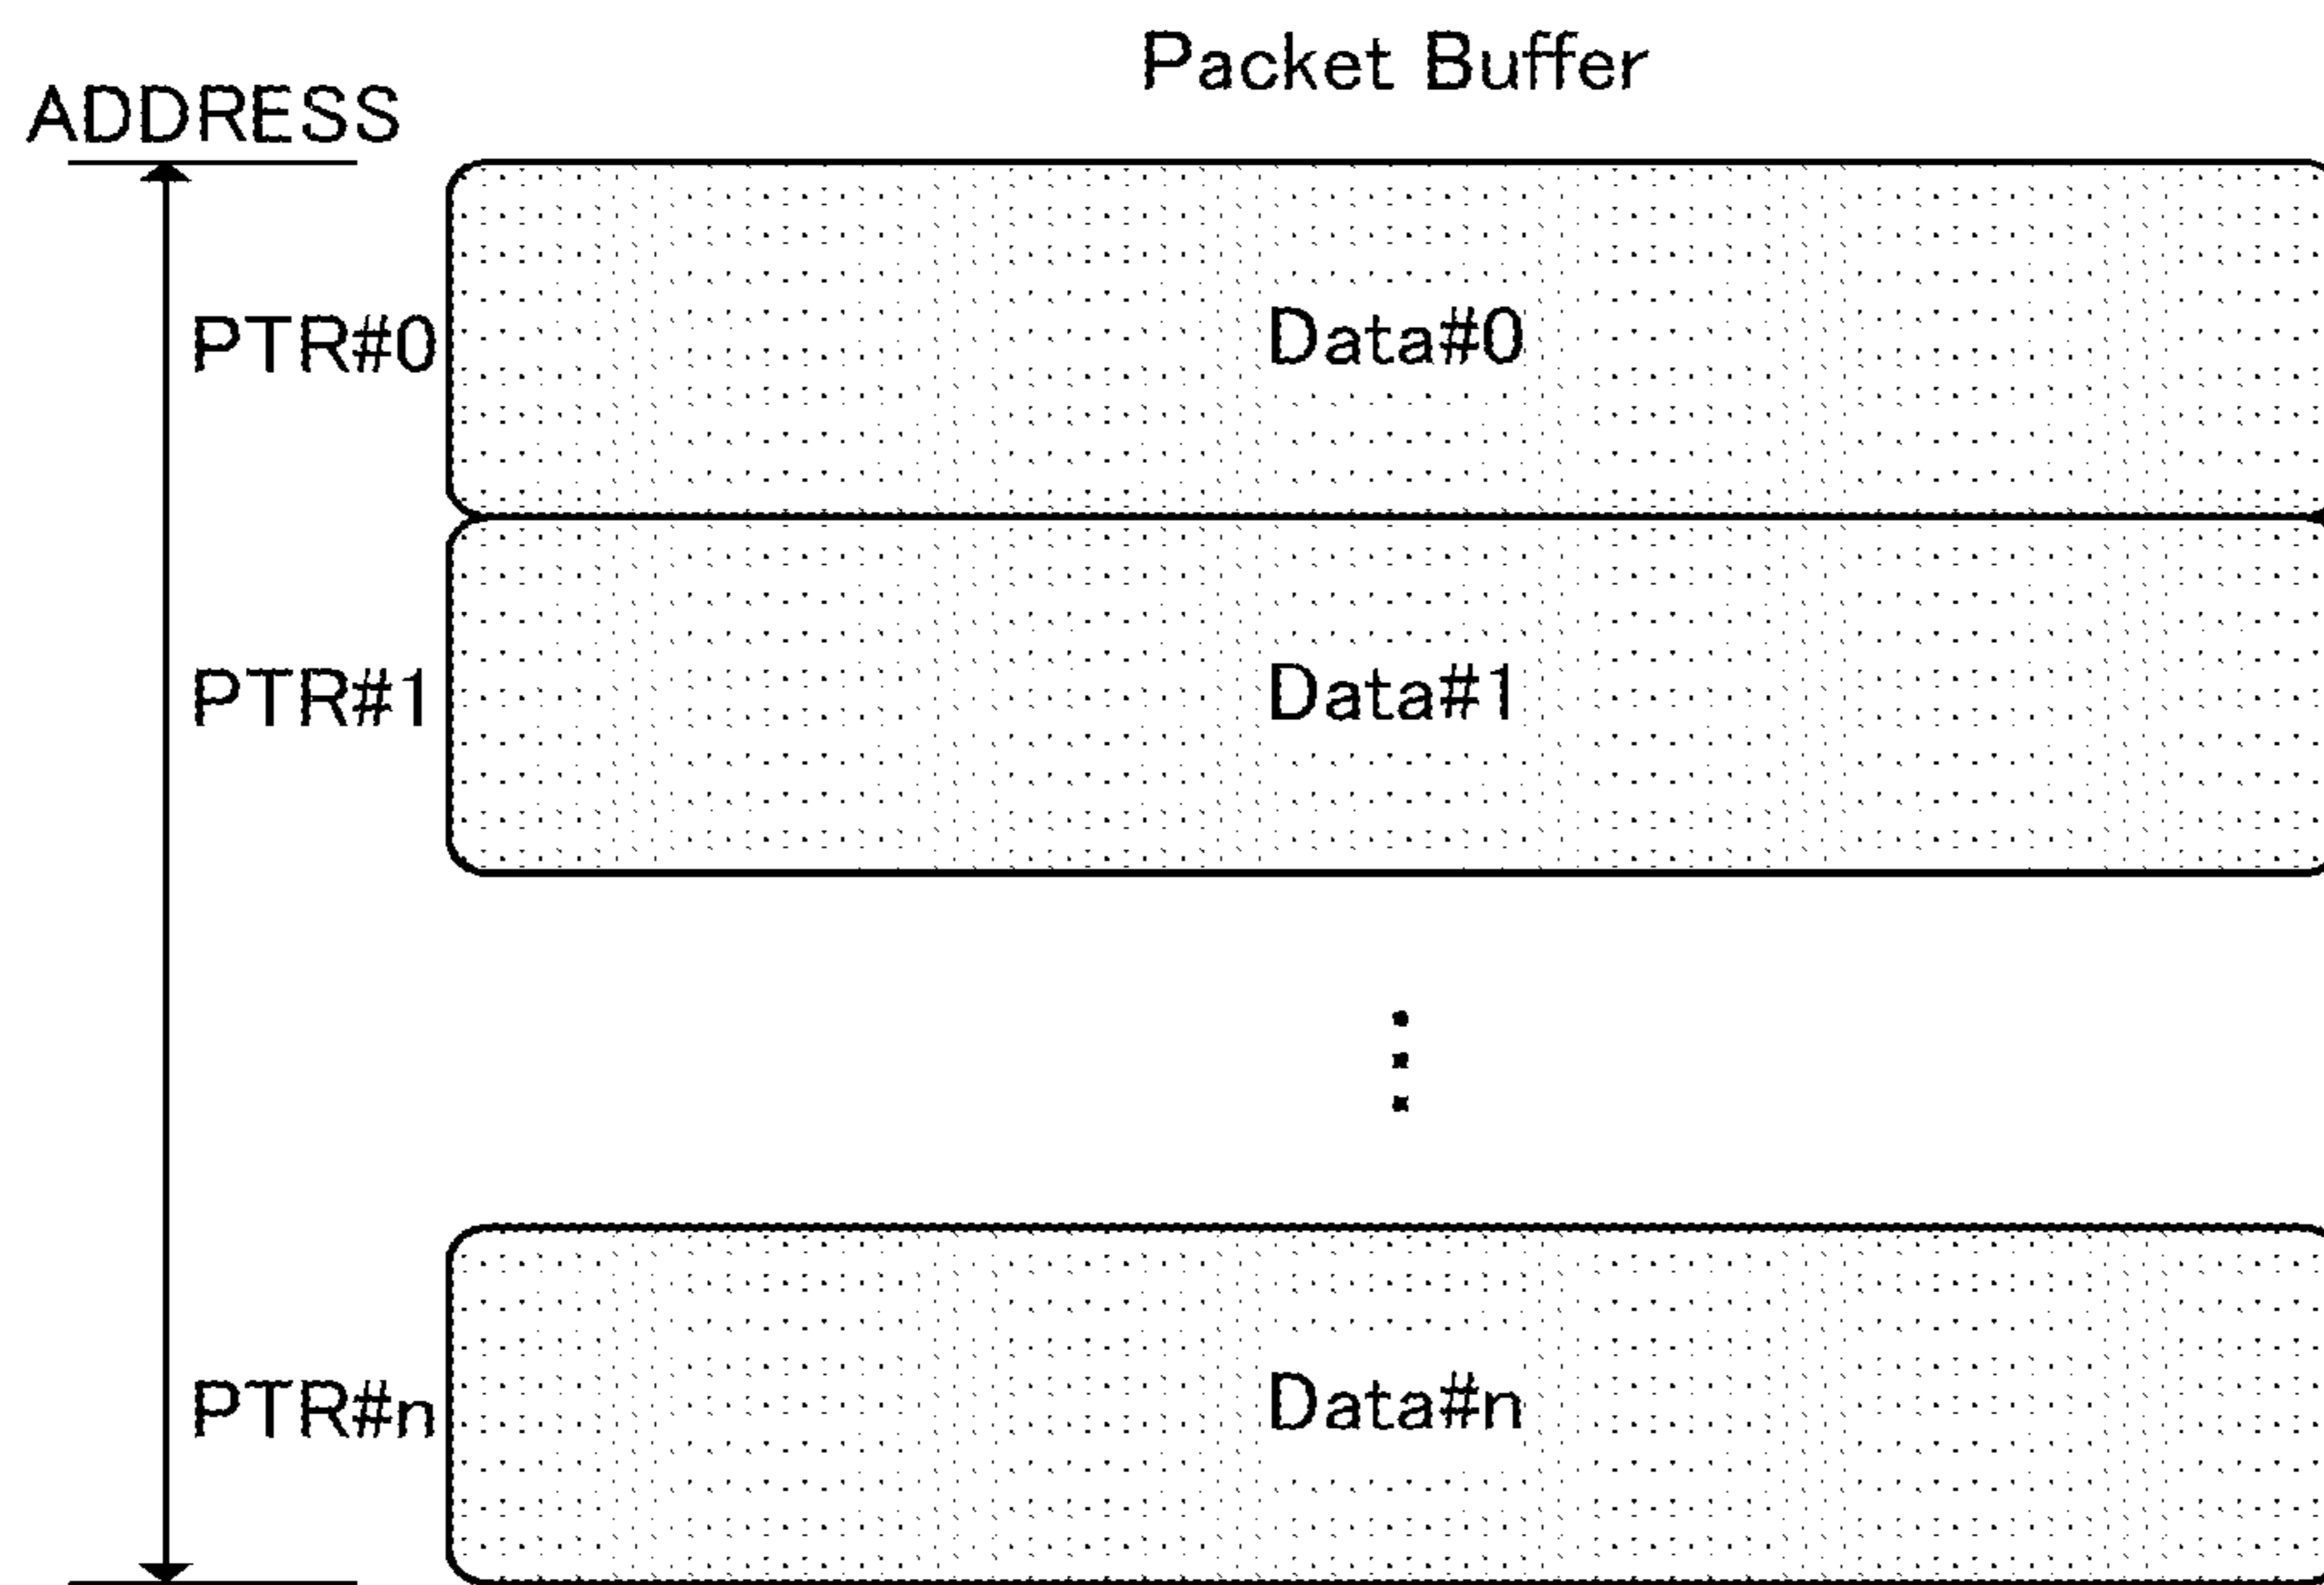 Packet Buffer
ADDRESS
PTR#0 Data#0
PTR#1 Data#1
PTR#n Data#n